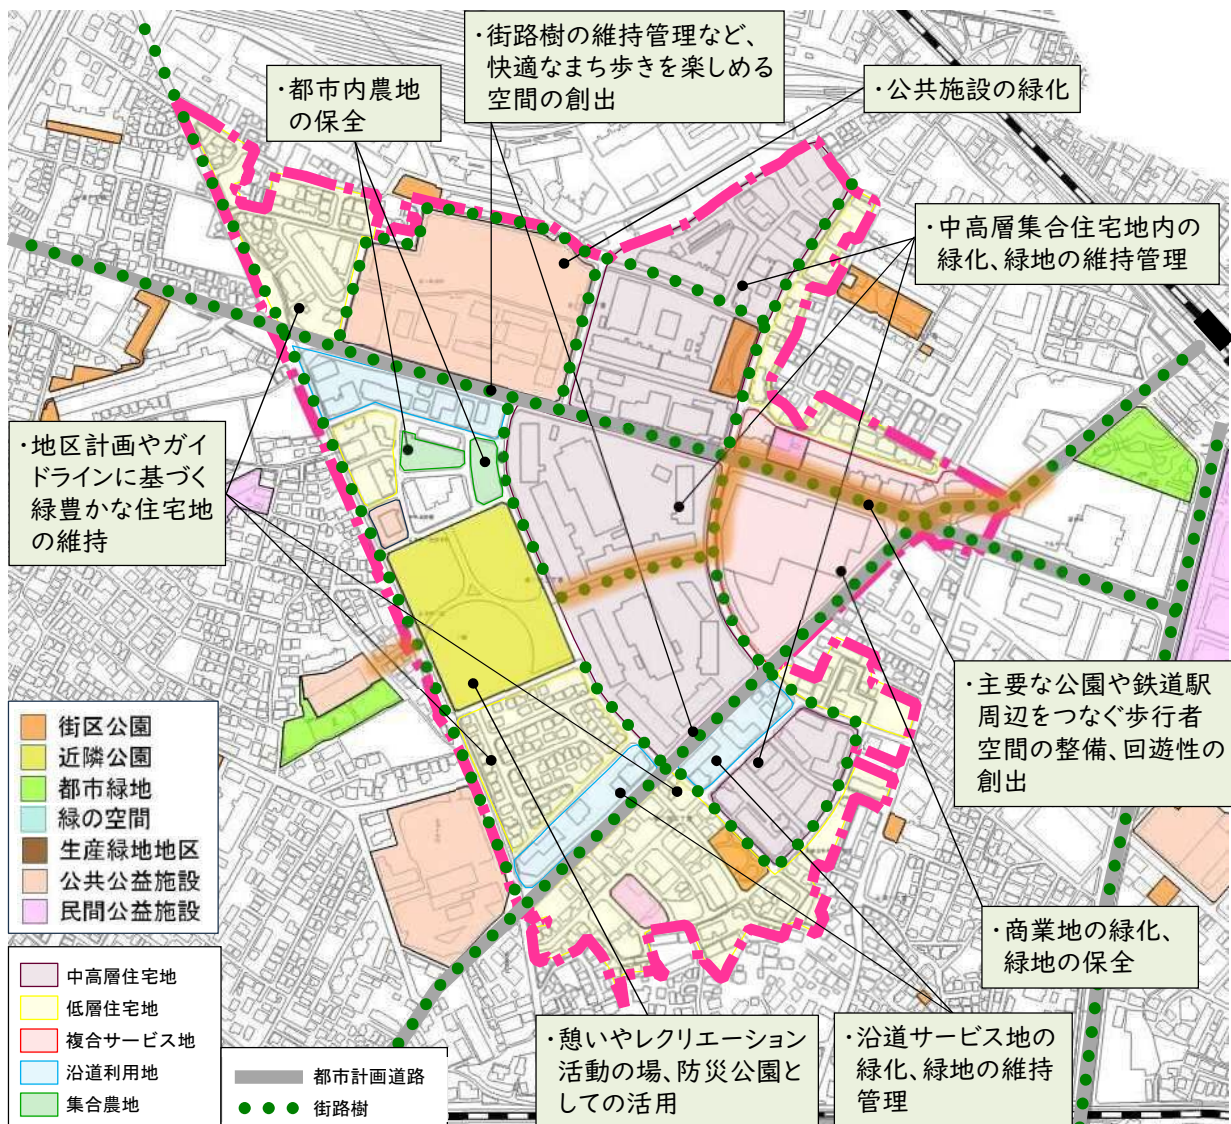 ・街路樹の維持管理など、
快適なまち歩きを楽しめる
空間の創出
・都市内農地
の保全
・公共施設の緑化
・中高層集合住宅地内の
緑化、緑地の維持管理
・地区計画やガイ
ドラインに基づく
緑豊かな住宅地
の維持
・主要な公園や鉄道駅
周辺をつなぐ歩行者
空間の整備、回遊性の
創出
・商業地の緑化、
緑地の保全
・憩いやレクリエーション
活動の場、防災公園と
しての活用
・沿道サービス地の
緑化、緑地の維持
管理
街区公園
近隣公園
都市緑地
緑の空間
生産緑地地区
公共公益施設
民間公益施設
中高層住宅地
低層住宅地
複合サービス地
沿道利用地
集合農地
都市計画道路
街路樹